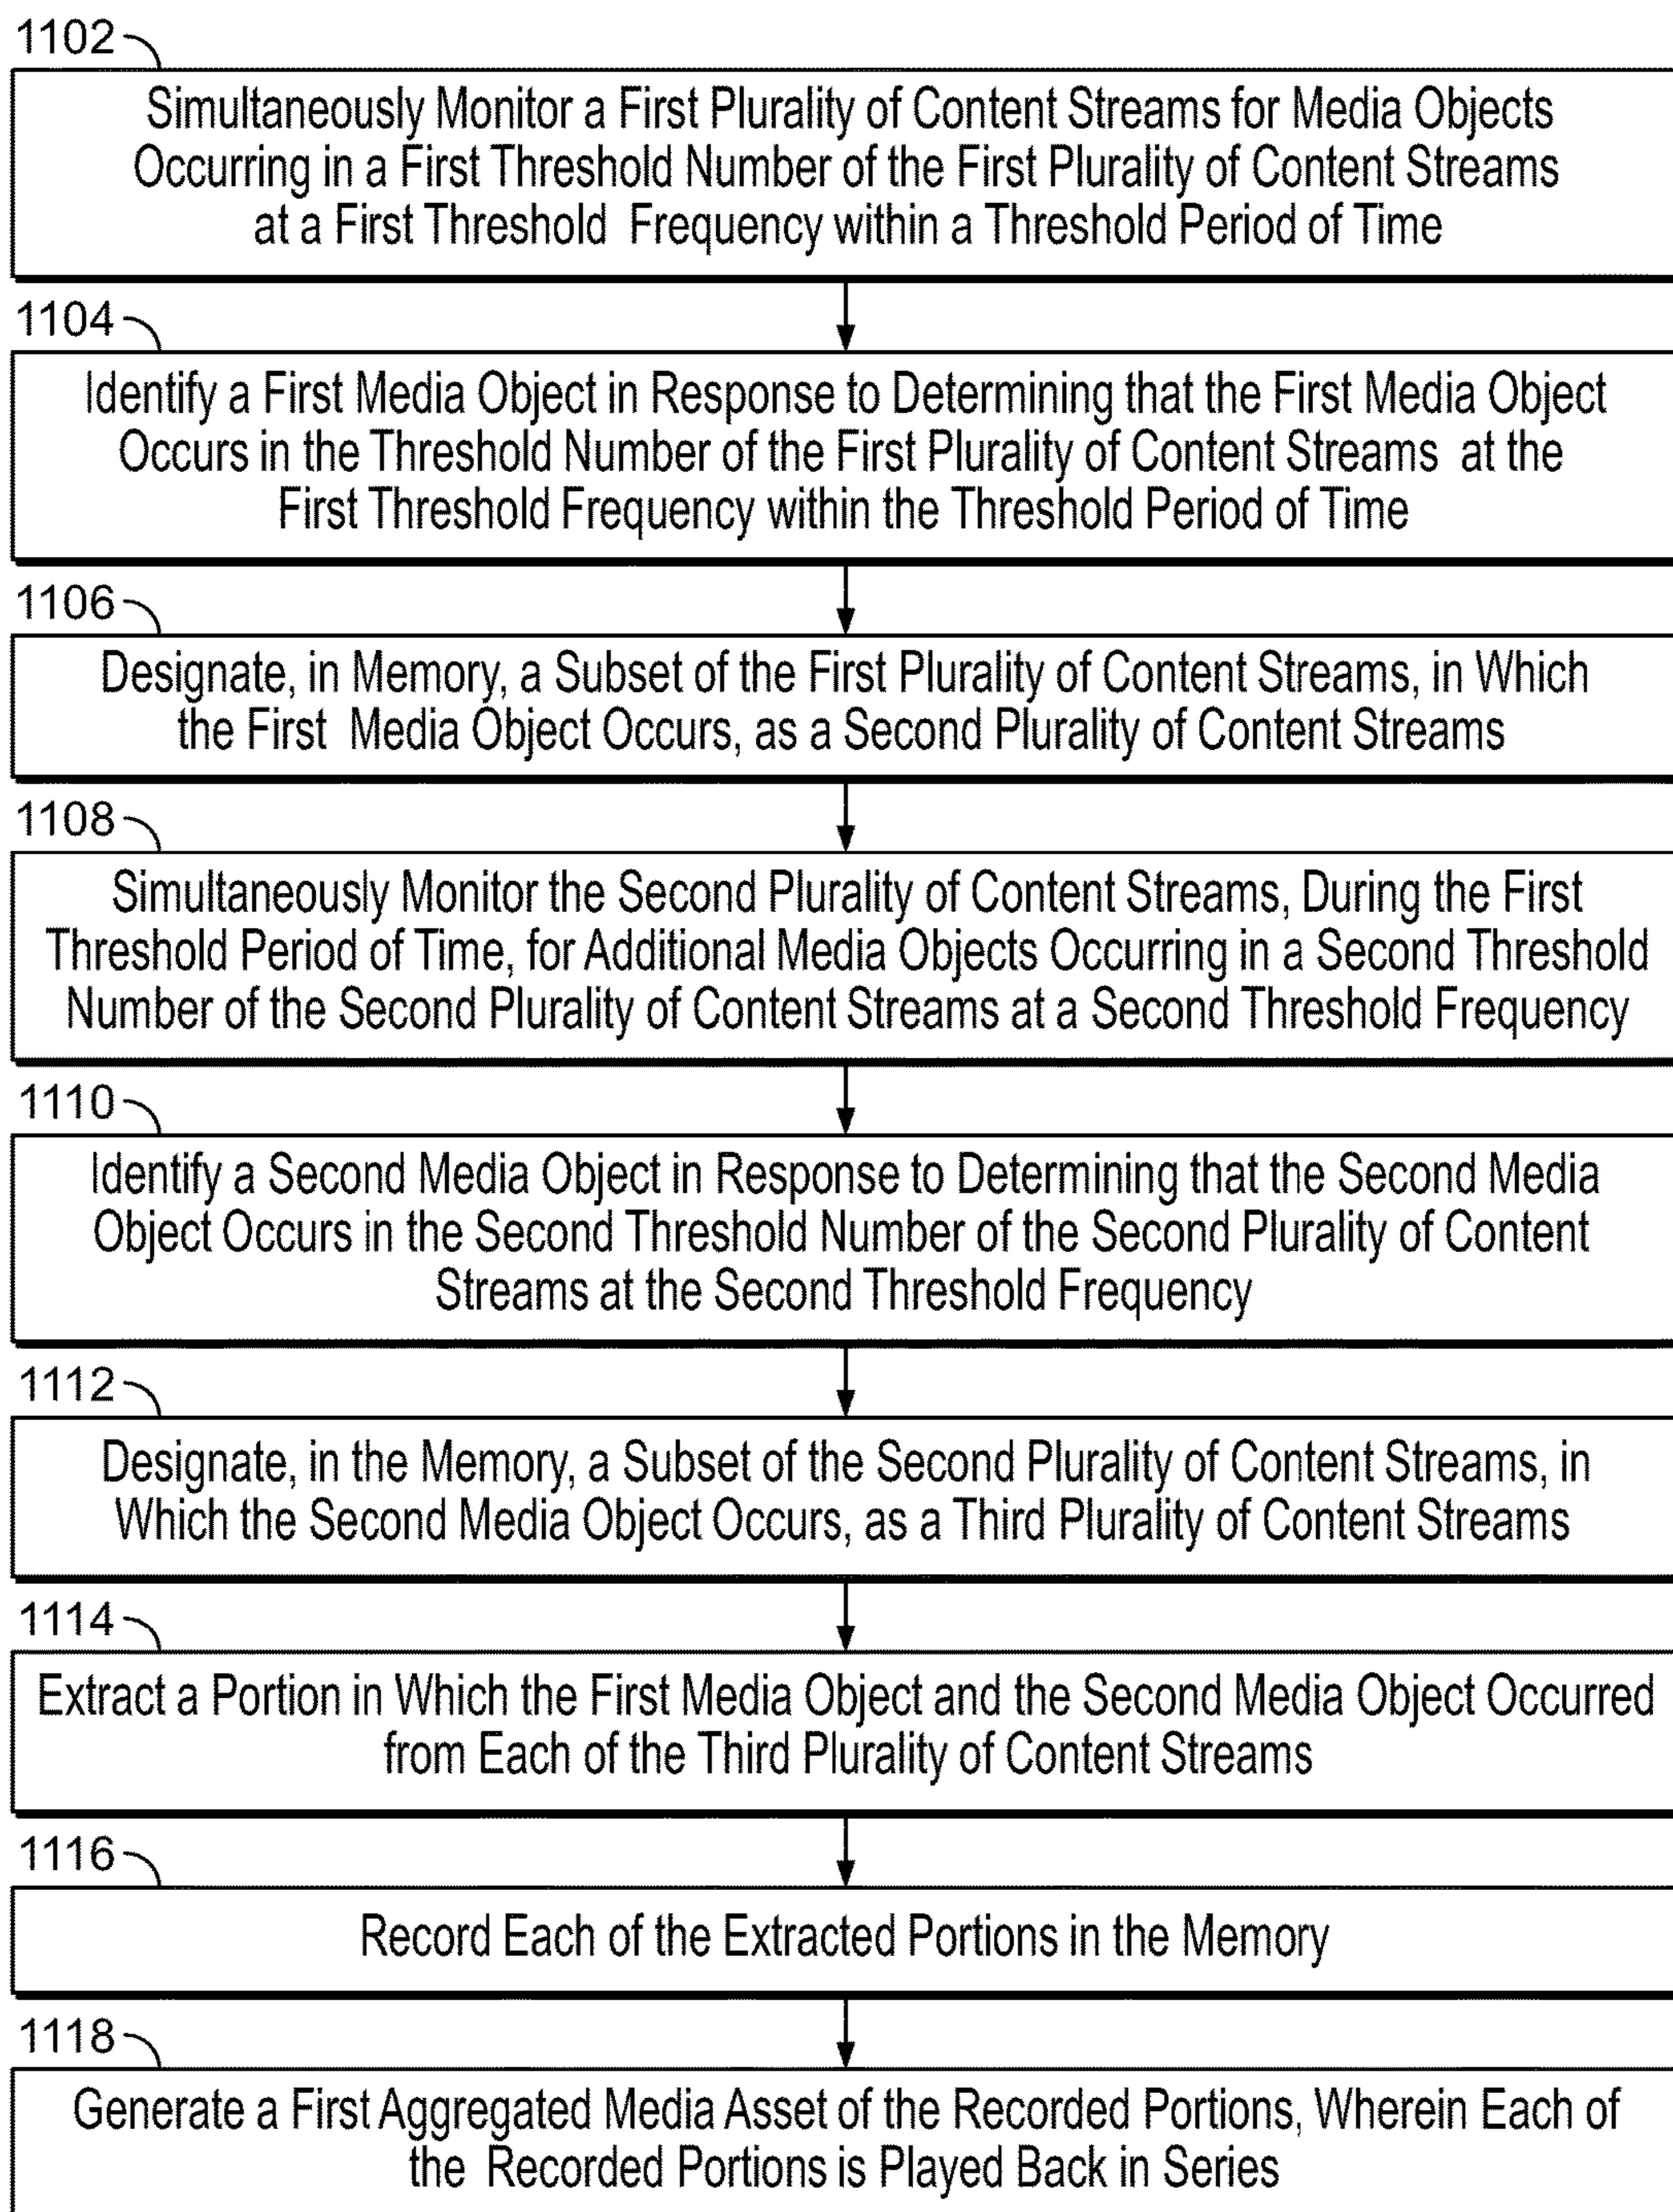 1102
Simultaneously Monitor a First Plurality of Content Streams for Media Objects
Occurring in a First Threshold Number of the First Plurality of Content Streams
at a First Threshold Frequency within a Threshold Period of Time
1104
Identify a First Media Object in Response to Determining that the First Media Object
Occurs in the Threshold Number of the First Plurality of Content Streams at the
First Threshold Frequency within the Threshold Period of Time
1106
Designate, in Memory, a Subset of the First Plurality of Content Streams, in Which
the First Media Object Occurs, as a Second Plurality of Content Streams
1108
Simultaneously Monitor the Second Plurality of Content Streams, During the First
Threshold Period of Time, for Additional Media Objects Occurring in a Second Threshold
Number of the Second Plurality of Content Streams at a Second Threshold Frequency
1110
Identify a Second Media Object in Response to Determining that the Second Media
Object Occurs in the Second Threshold Number of the Second Plurality of Content
Streams at the Second Threshold Frequency
1112
Designate, in the Memory, a Subset of the Second Plurality of Content Streams, in
Which the Second Media Object Occurs, as a Third Plurality of Content Streams
1114
Extract a Portion in Which the First Media Object and the Second Media Object Occurred
from Each of the Third Plurality of Content Streams
1116
Record Each of the Extracted Portions in the Memory
1118
Generate a First Aggregated Media Asset of the Recorded Portions, Wherein Each of
the Recorded Portions is Played Back in Series